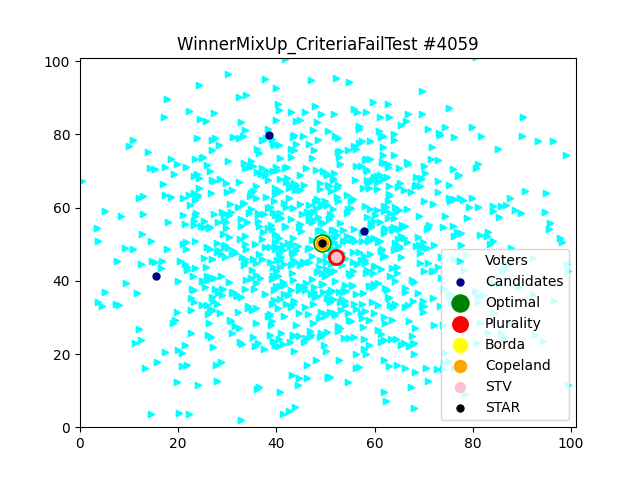 WinnerMixUp_CriteriaFailTest #4059
100
80
60
40
20
0
0 20 40 60 80 100
Voters
Candidates
Optimal
Plurality
Borda
Copeland
STV
STAR